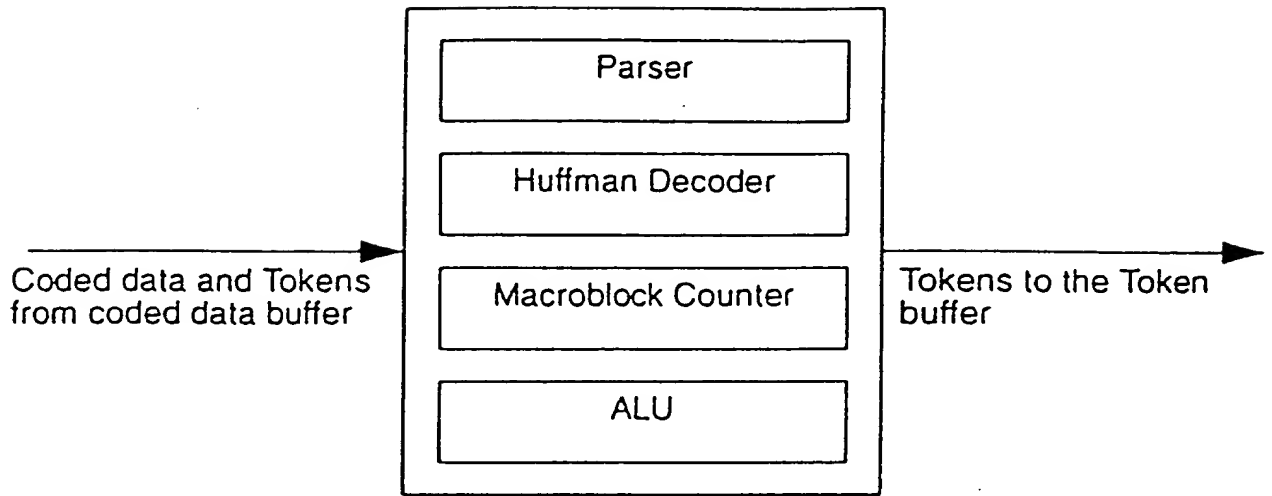 Parser
Huffman Decoder
Coded data and Tokens
from coded data buffer
Macroblock Counter
ALU
Tokens to the Token
buffer